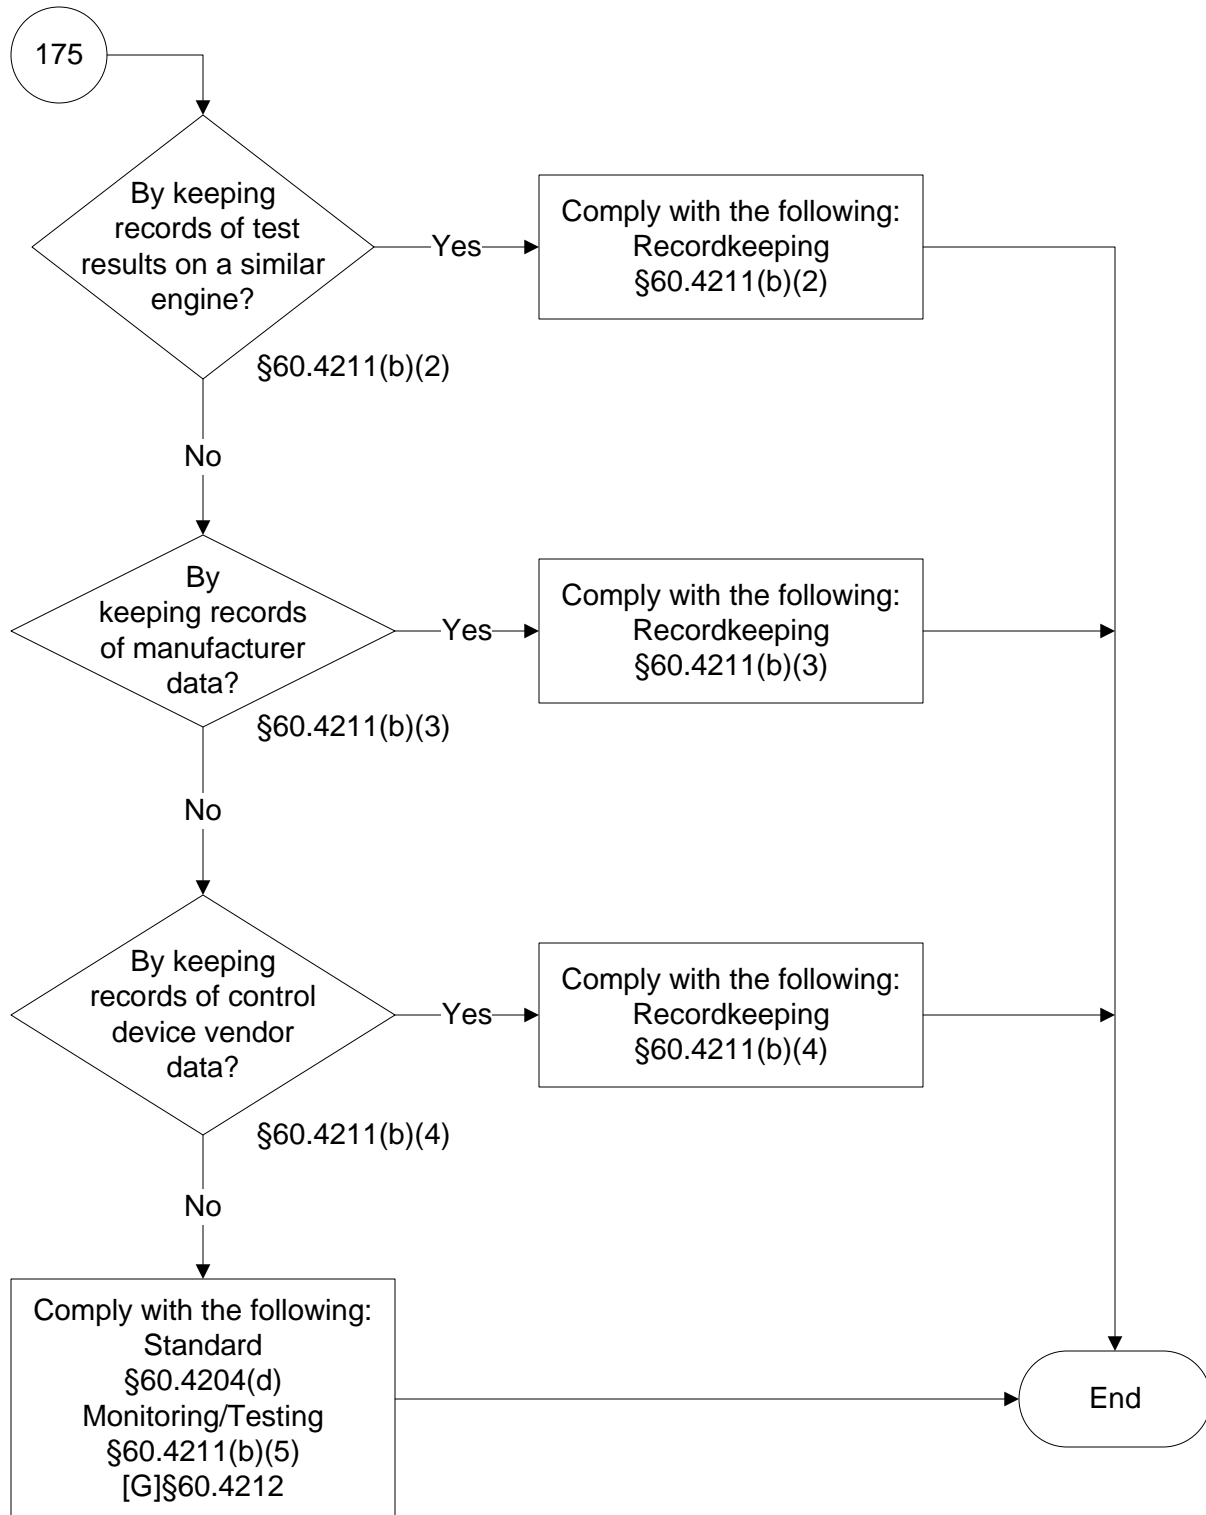 175
By keeping
records of test
results on a similar
engine?
Yes
Comply with the following:
Recordkeeping
§60.4211(b)(2)
§60.4211(b)(2)
No
By
keeping records
of manufacturer
data?
Yes
Comply with the following:
Recordkeeping
§60.4211(b)(3)
§60.4211(b)(3)
No
By keeping
records of control
device vendor
data?
Yes
Comply with the following:
Recordkeeping
§60.4211(b)(4)
§60.4211(b)(4)
No
Comply with the following:
Standard
§60.4204(d)
Monitoring/Testing
§60.4211(b)(5)
[G]§60.4212
End